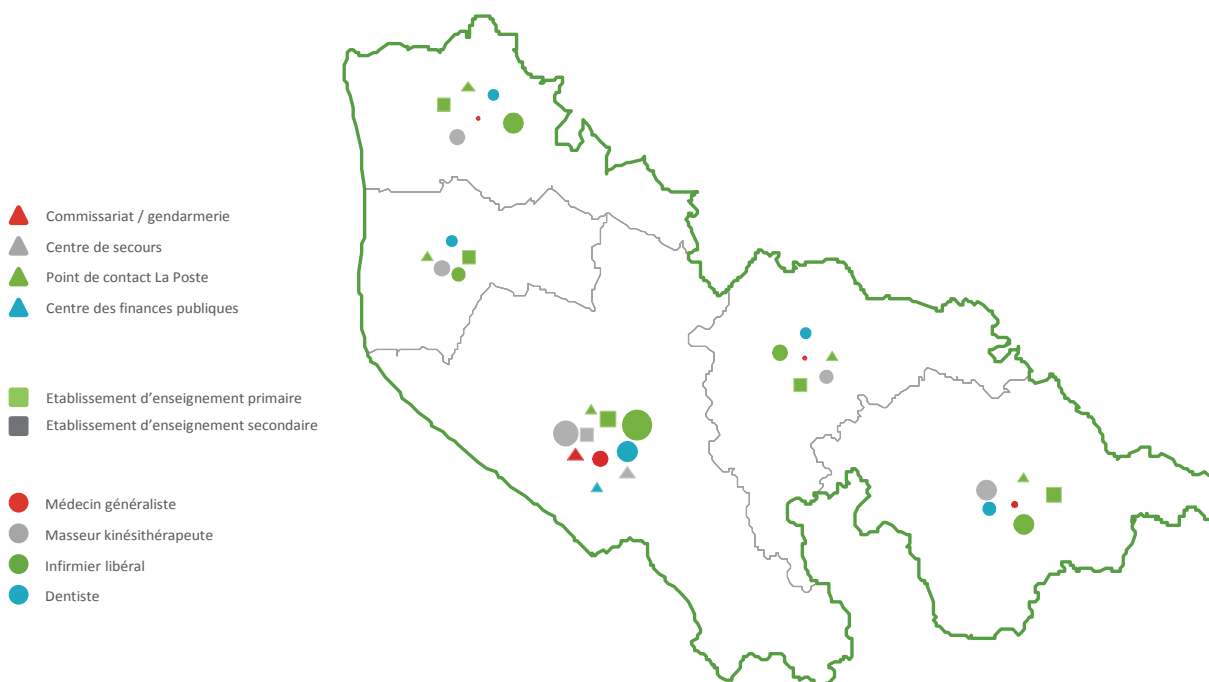 Commissariat / gendarmerie
Centre de secours
Point de contact La Poste
Centre des finances publiques
Etablissement d'enseignement primaire
Etablissement d'enseignement secondaire
Médecin généraliste
Masseur kinésithérapeute
Infirmier libéral
Dentiste